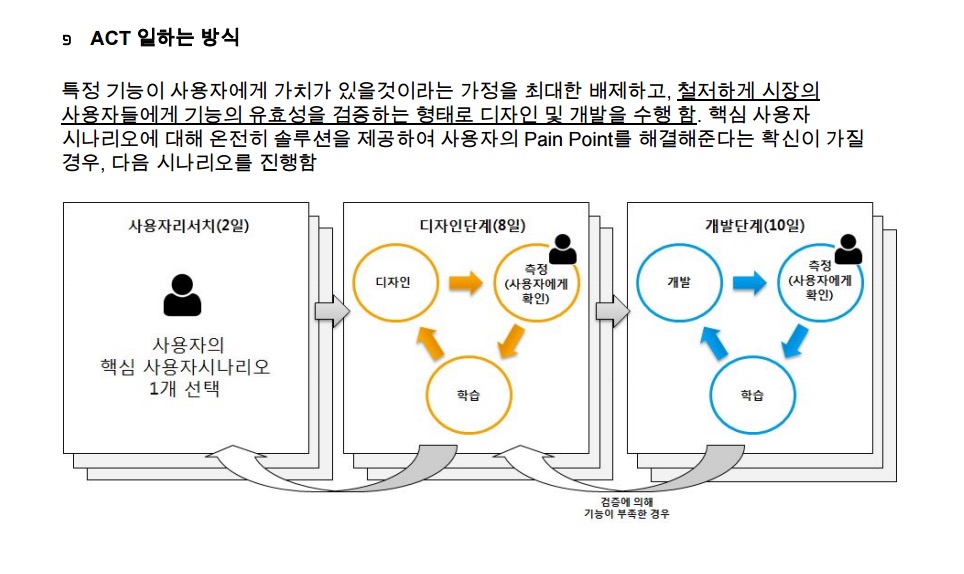 ACT 일하는 방식
특정 기능이 사용자에게 가치가 있을것이라는 가정을 최대한 배제하고, 철저하게 시장의
사용자들에게 기능의 유효성을 검증하는 형태로 디자인 및 개발을 수행 함. 핵심 사용자
시나리오에 대해 온전히 솔루션을 제공하여 사용자의 Pain Point를 해결해준다는 확신이 가질
경우, 다음 시나리오를 진행함
사용자리서치(2일)
사용자의
핵심 사용자시나리오
1개 선택
디자인단계(8일)
디자인
측정
(사용자에게
확인)
학습
개발단계(10일)
개발
측정
(사용자에게
확인)
학습
검증에 의해
기능이 부족한 경우